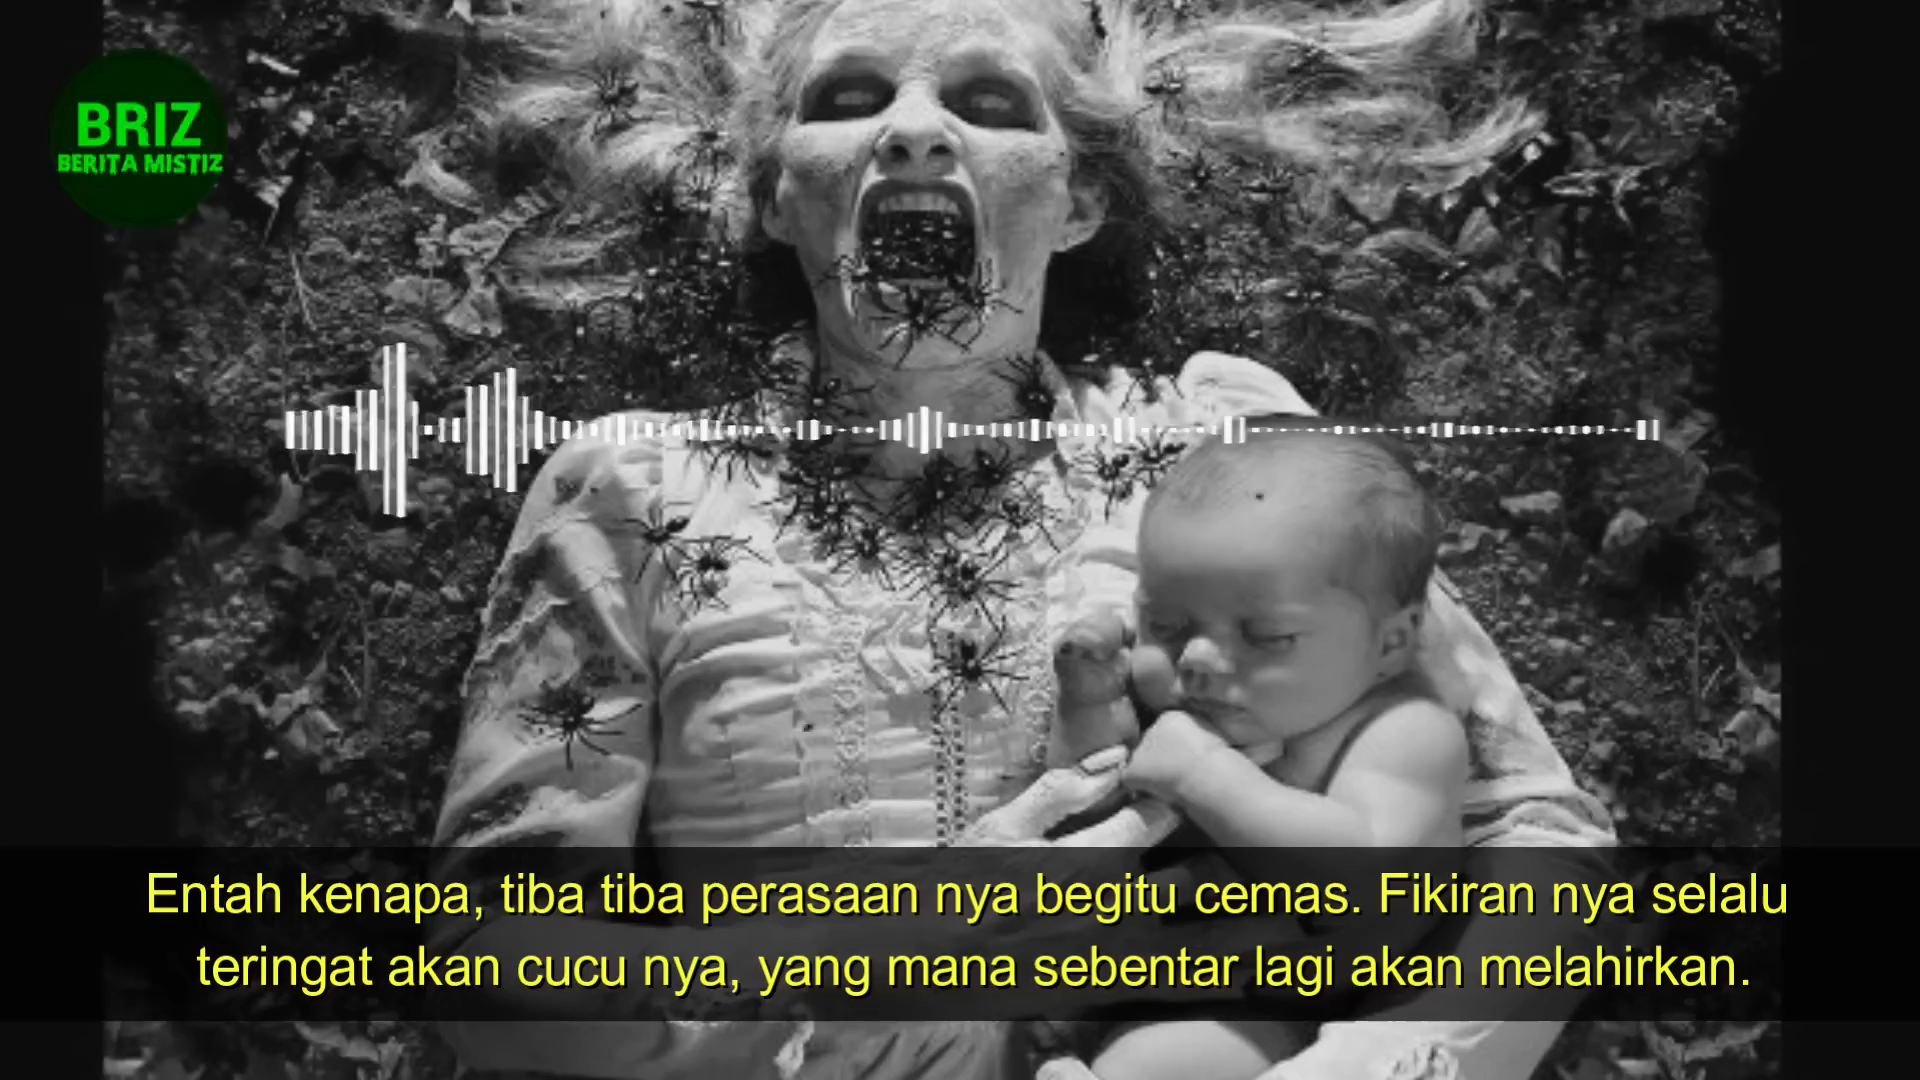 BRIZ
BERITA MISTIZ
Entah kenapa, tiba tiba perasaan nya begitu cemas. Fikiran nya selalu
teringat akan cucu nya, yang mana sebentar lagi akan melahirkan.